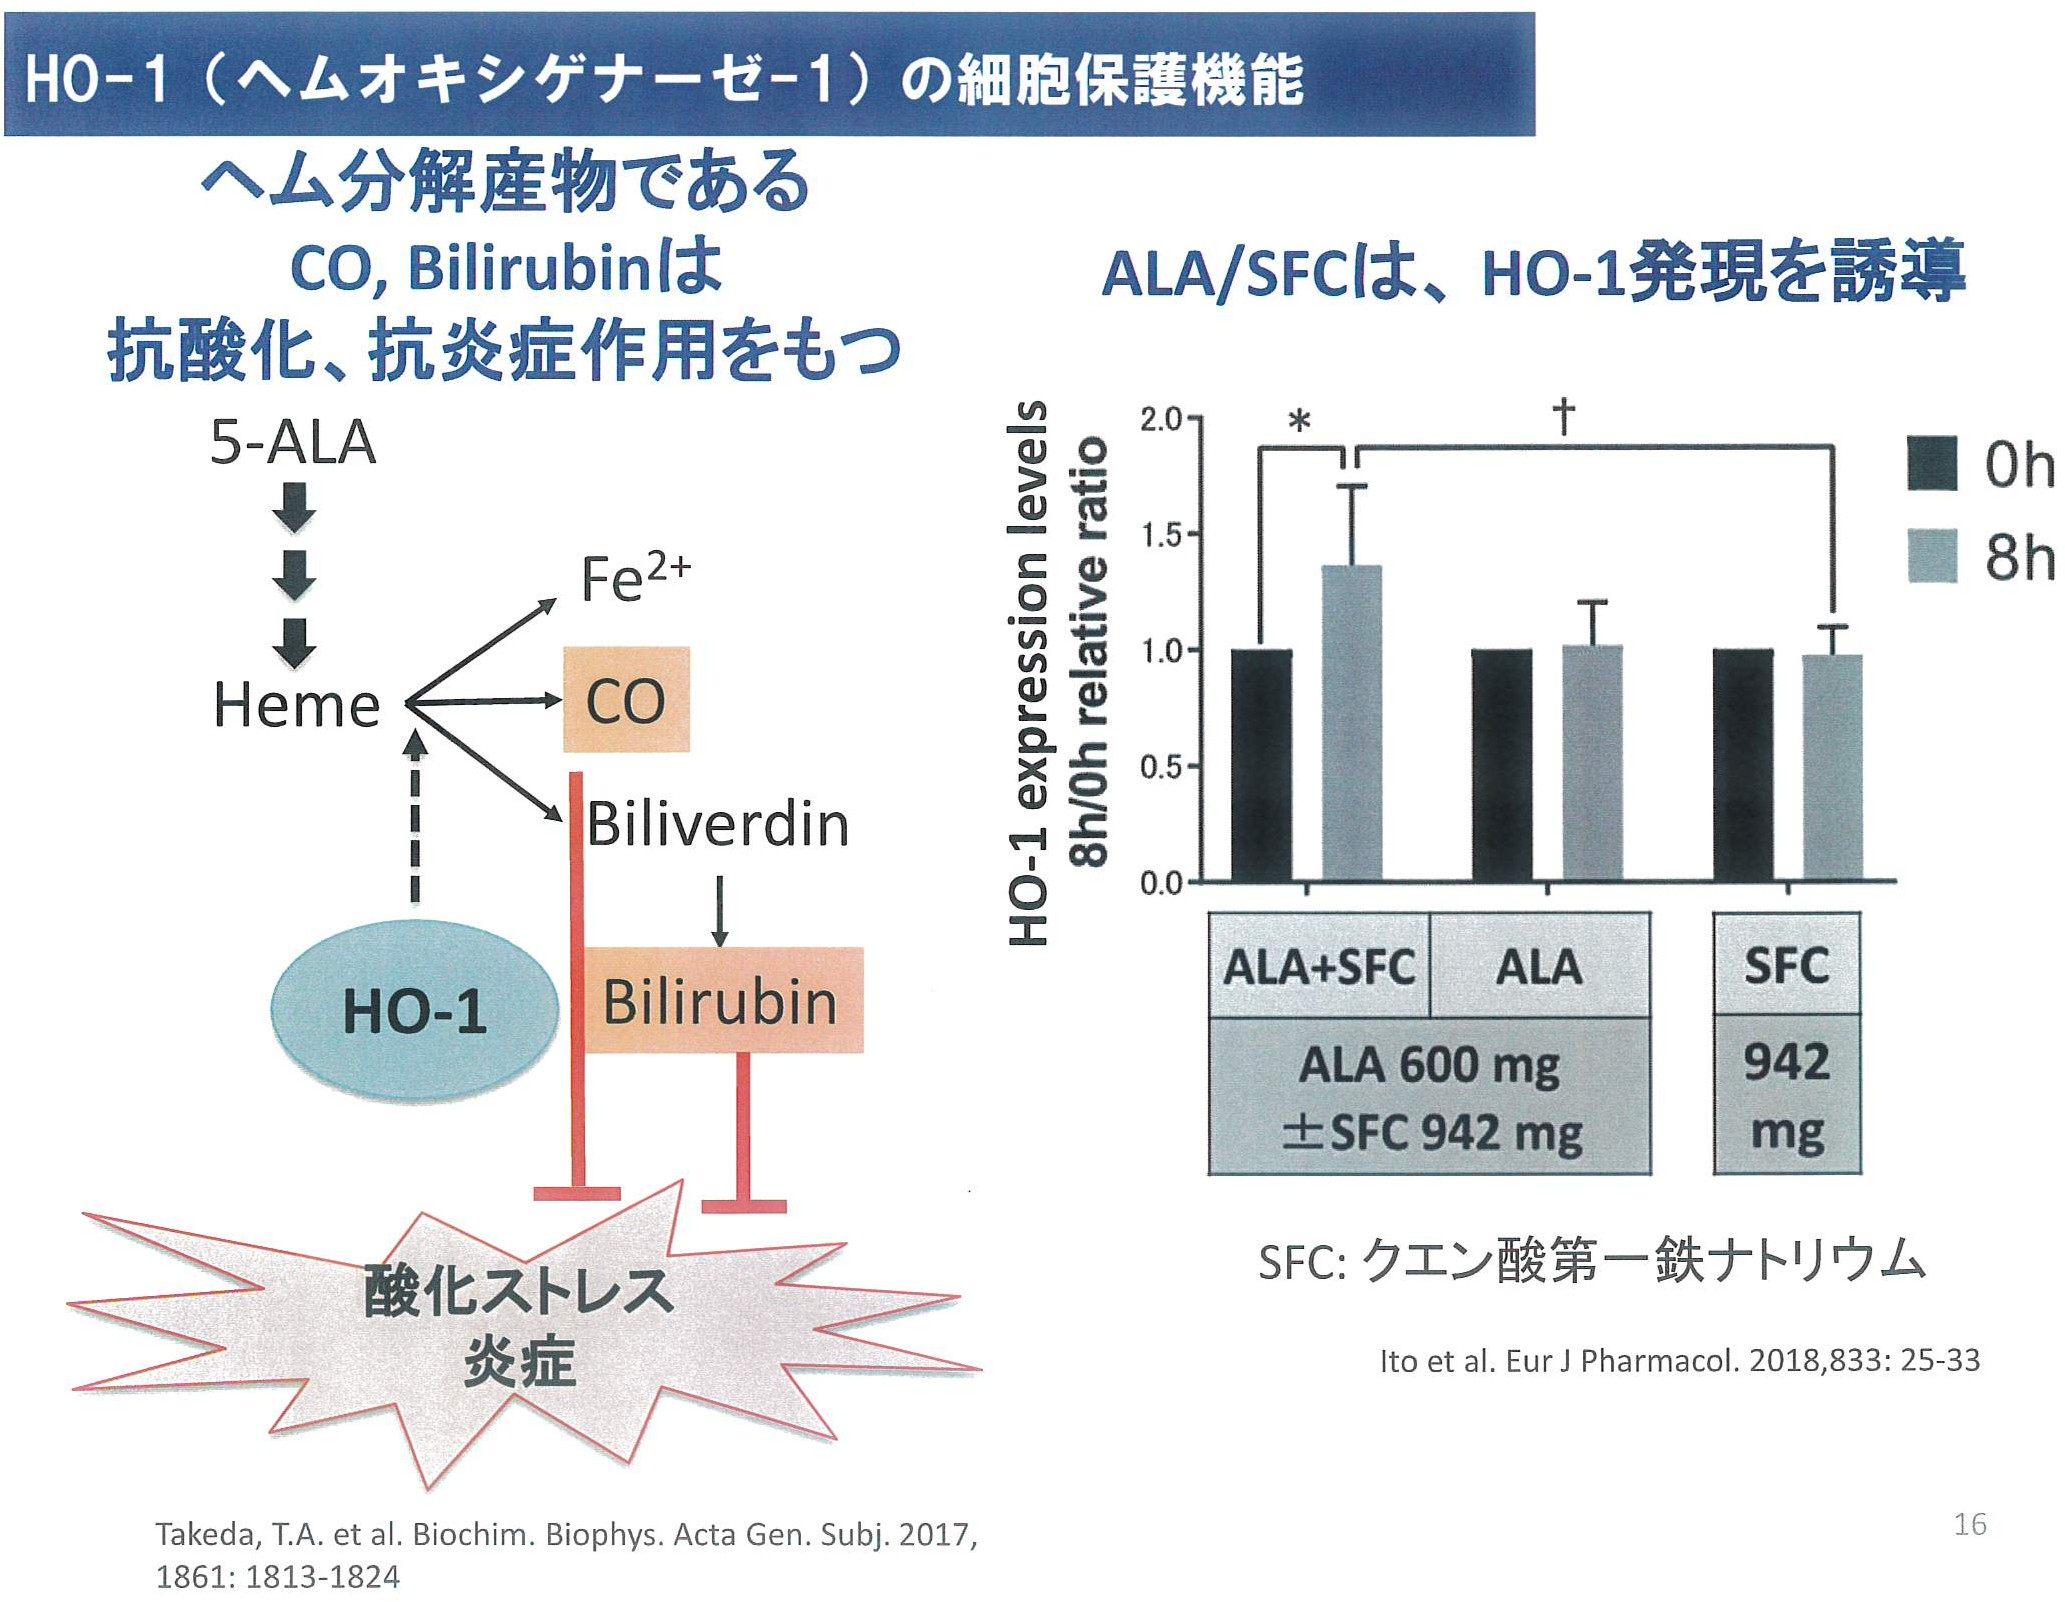 HO-1（ヘムオキシゲナーゼ-1）の細胞保護機能
ヘム分解産物である
CO, Bilirubinは
抗酸化、抗炎症作用をもつ
5-ALA
Heme
Fe²⁺
CO
Biliverdin
Bilirubin
HO-1
酸化ストレス
炎症
Takeda, T.A. et al. Biochim. Biophys. Acta Gen. Subj. 2017,
1861: 1813-1824
ALA/SFCは、HO-1発現を誘導
HO-1 expression levels
8h/0h relative ratio
2.0
1.5
1.0
0.5
0.0
*
†
0h
8h
ALA+SFC
ALA
SFC
ALA 600 mg
±SFC 942 mg
942
mg
SFC: クエン酸第一鉄ナトリウム
Ito et al. Eur J Pharmacol. 2018,833: 25-33
16